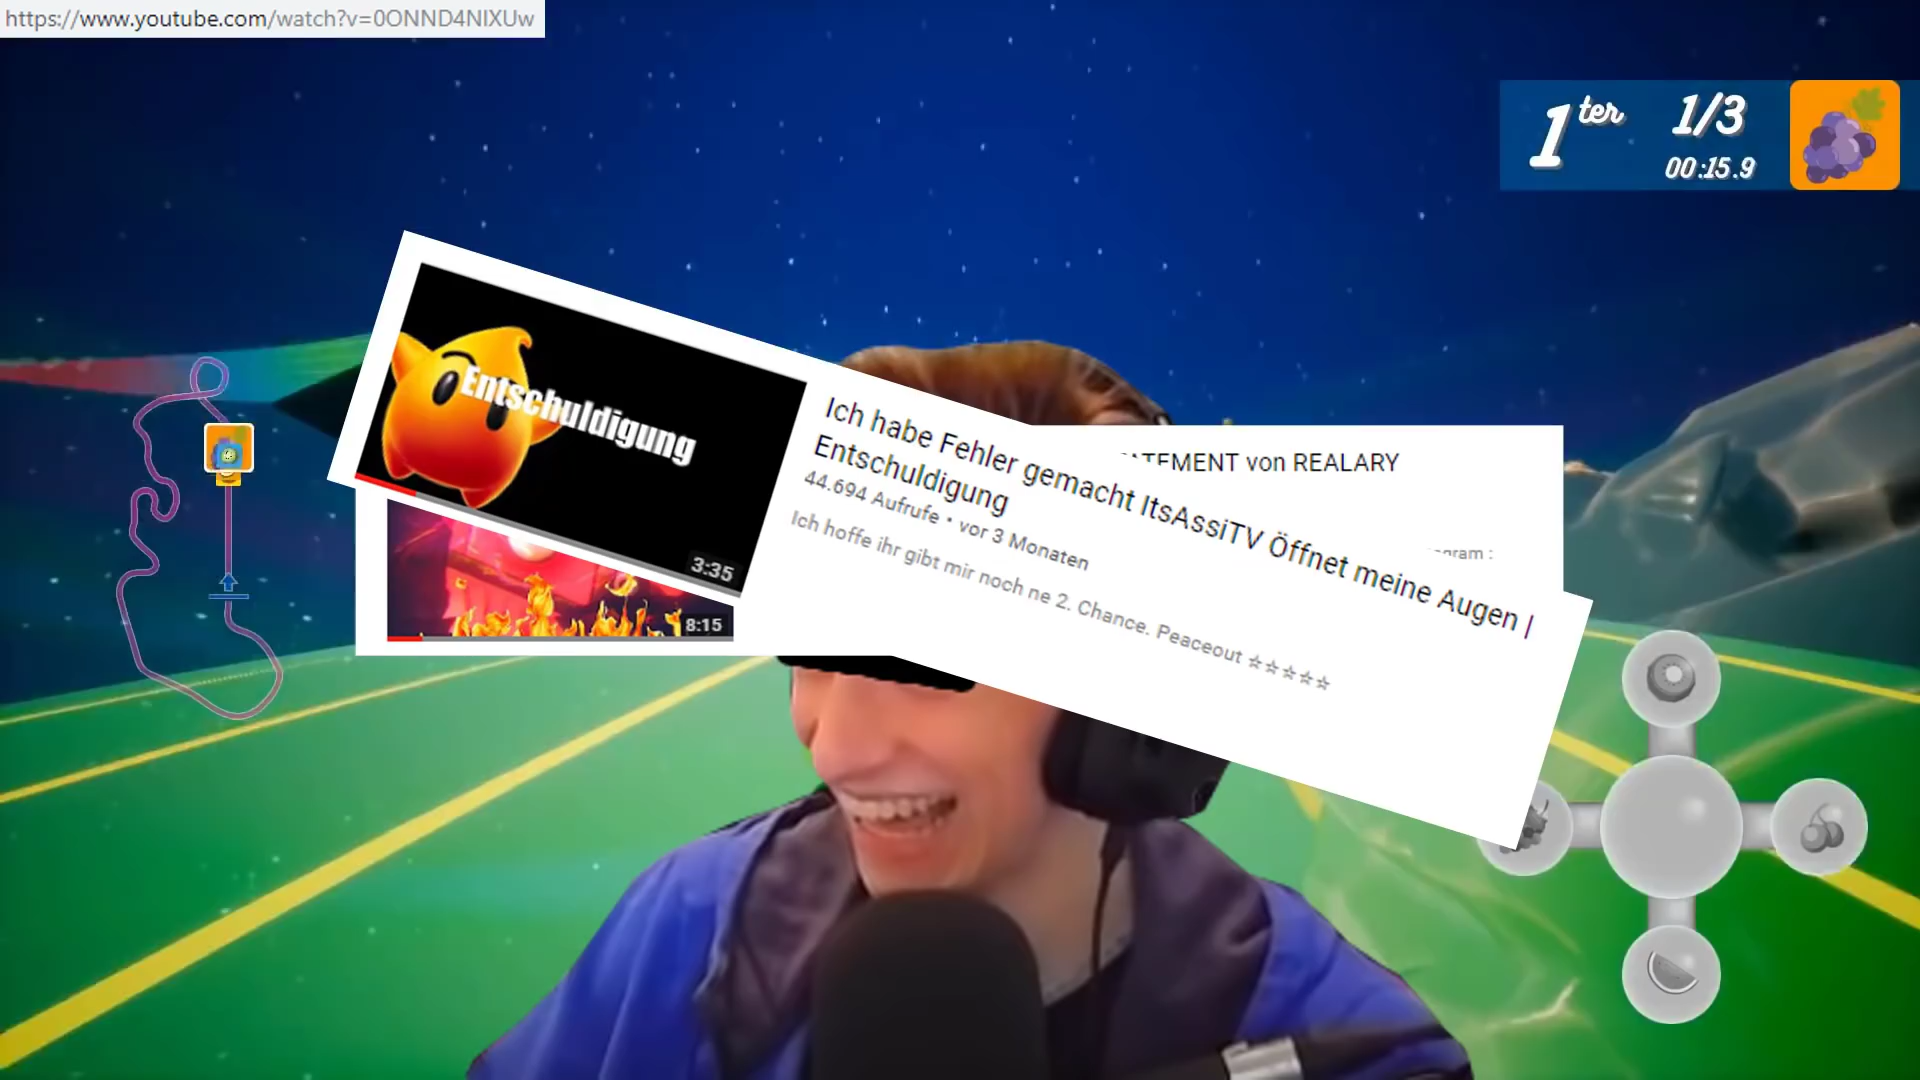 https://www.youtube.com/watch?v=0ONND4NIXUw
1ter
1/3
00:15.9
Entschuldigung
3:35
Ich habe Fehler gemacht ItsAssiTV Öffnet meine Augen |
Entschuldigung
44.694 Aufrufe • vor 3 Monaten
Ich hoffe ihr gibt mir noch ne 2. Chance. Peaceout ☆☆☆☆☆
von REALARY
8:15